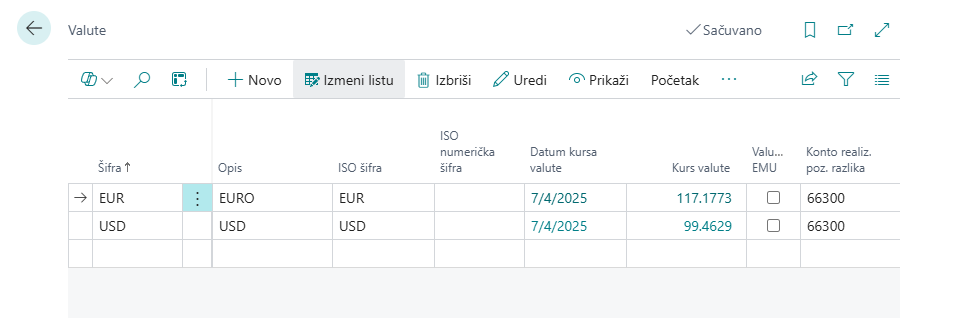 Valute
Sačuvano
Novo
Izmeni listu
Izbriši
Uredi
Prikaži
Početak
Šifra
Opis
ISO šifra
ISO
numerička
šifra
Datum kursa
valute
Kurs valute
Valu...
EMU
Konto realiz.
poz. razlika
EUR EURO EUR 7/4/2025 117.1773 66300
USD USD USD 7/4/2025 99.4629 66300